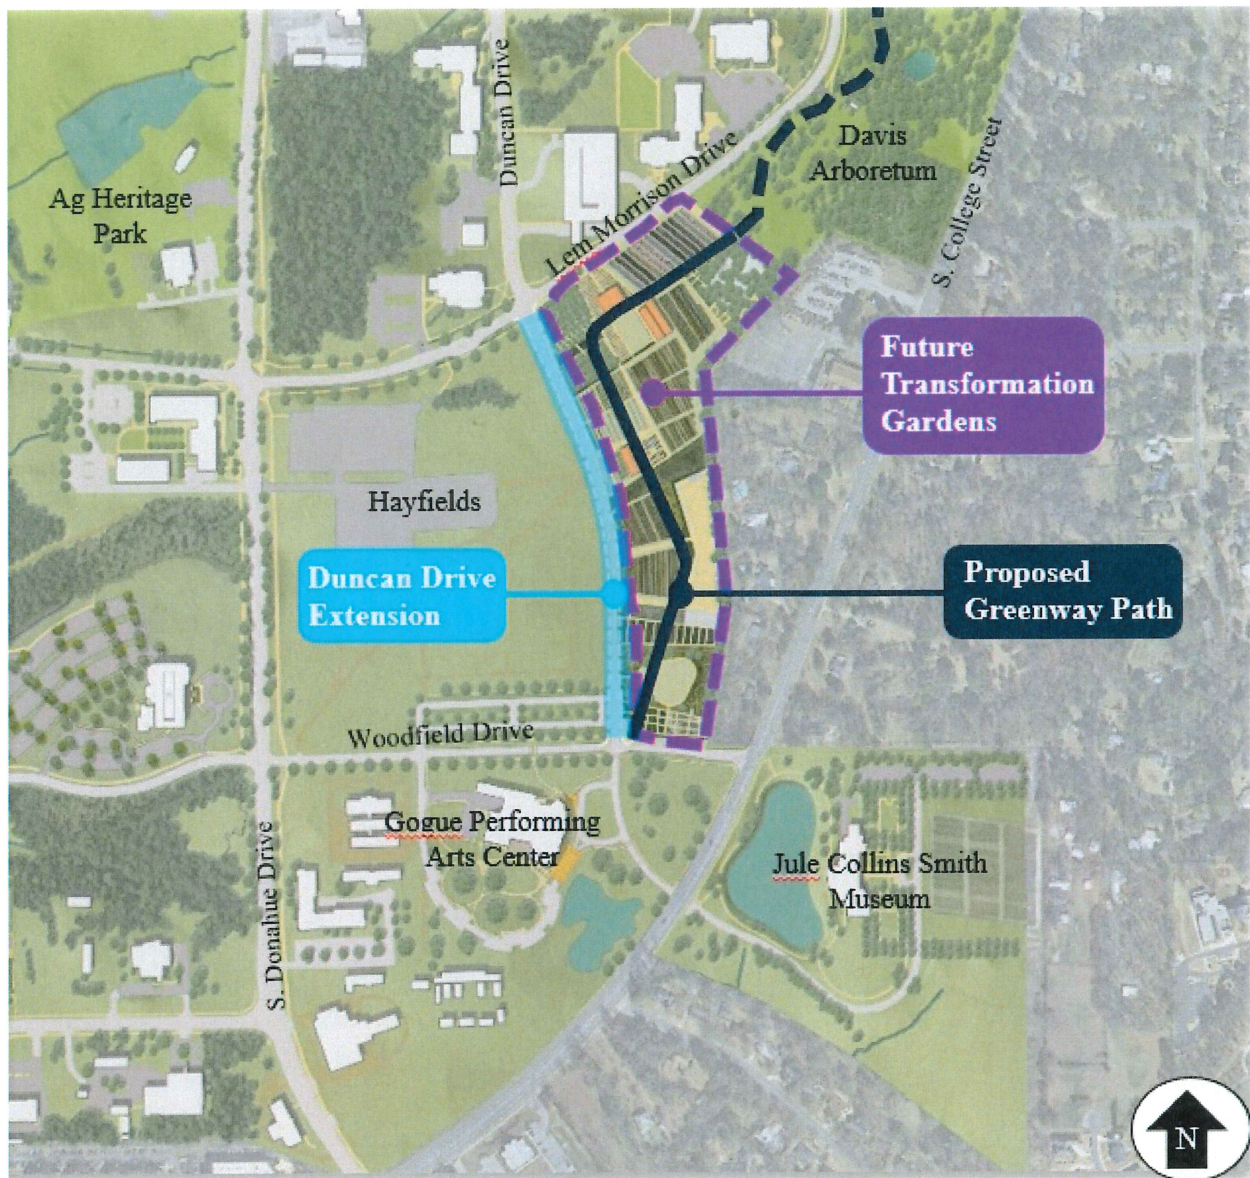 Duncan Drive
Davis
Arboretum
S. College Street
Ag Heritage
Park
Lem Morrison Drive
Future
Transformation
Gardens
Hayfields
Duncan Drive
Extension
Proposed
Greenway Path
Woodfield Drive
Gogue Performing
Arts Center
Jule Collins Smith
Museum
S. Donahue Drive
N